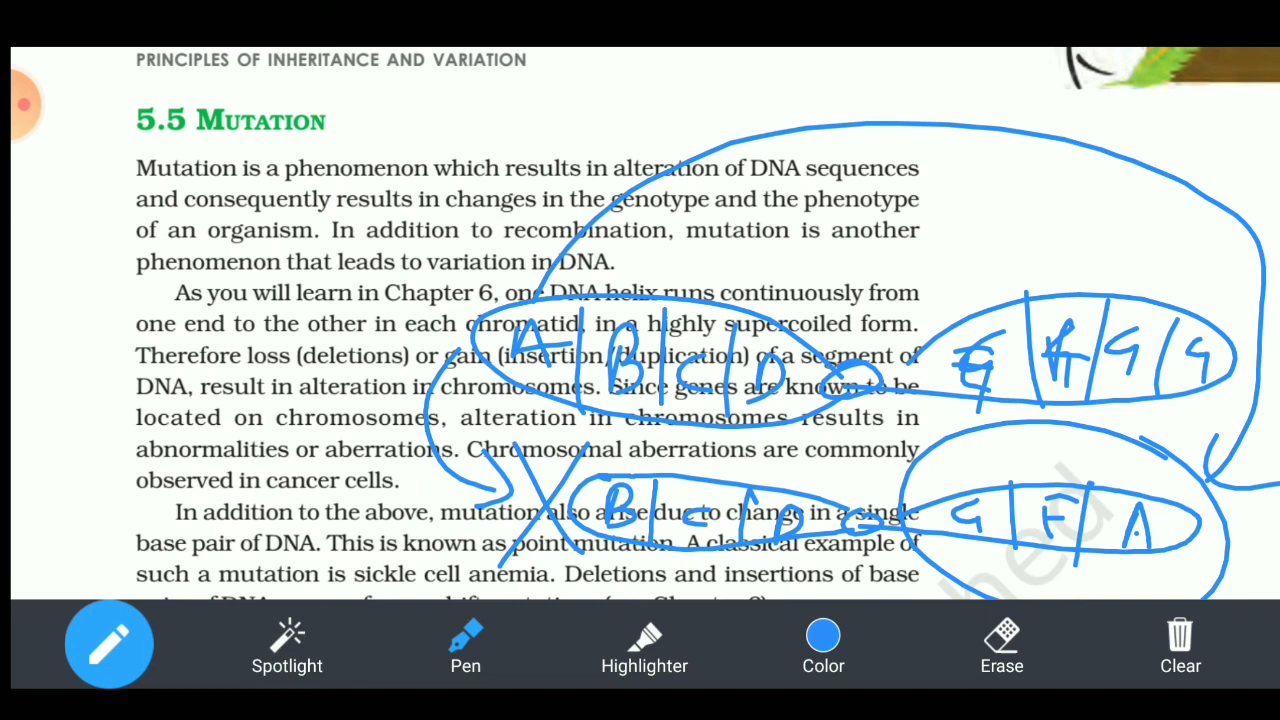 PRINCIPLES OF INHERITANCE AND VARIATION
5.5 MUTATION
Mutation is a phenomenon which results in alteration of DNA sequences
and consequently results in changes in the genotype and the phenotype
of an organism. In addition to recombination, mutation is another
phenomenon that leads to variation in DNA.
As you will learn in Chapter 6, one DNA helix runs continuously from
one end to the other in each chromatid, in a highly supercoiled form.
Therefore loss (deletions) or gain (insertion/duplication) of a segment of
DNA, result in alteration in chromosomes. Since genes are known to be
located on chromosomes, alteration in chromosomes results in
abnormalities or aberrations. Chromosomal aberrations are commonly
observed in cancer cells.
In addition to the above, mutation also arise due to change in a single
base pair of DNA. This is known as point mutation. A classical example of
such a mutation is sickle cell anemia. Deletions and insertions of base
A B C D G G
B C D G F A
Spotlight Pen Highlighter Color Erase Clear